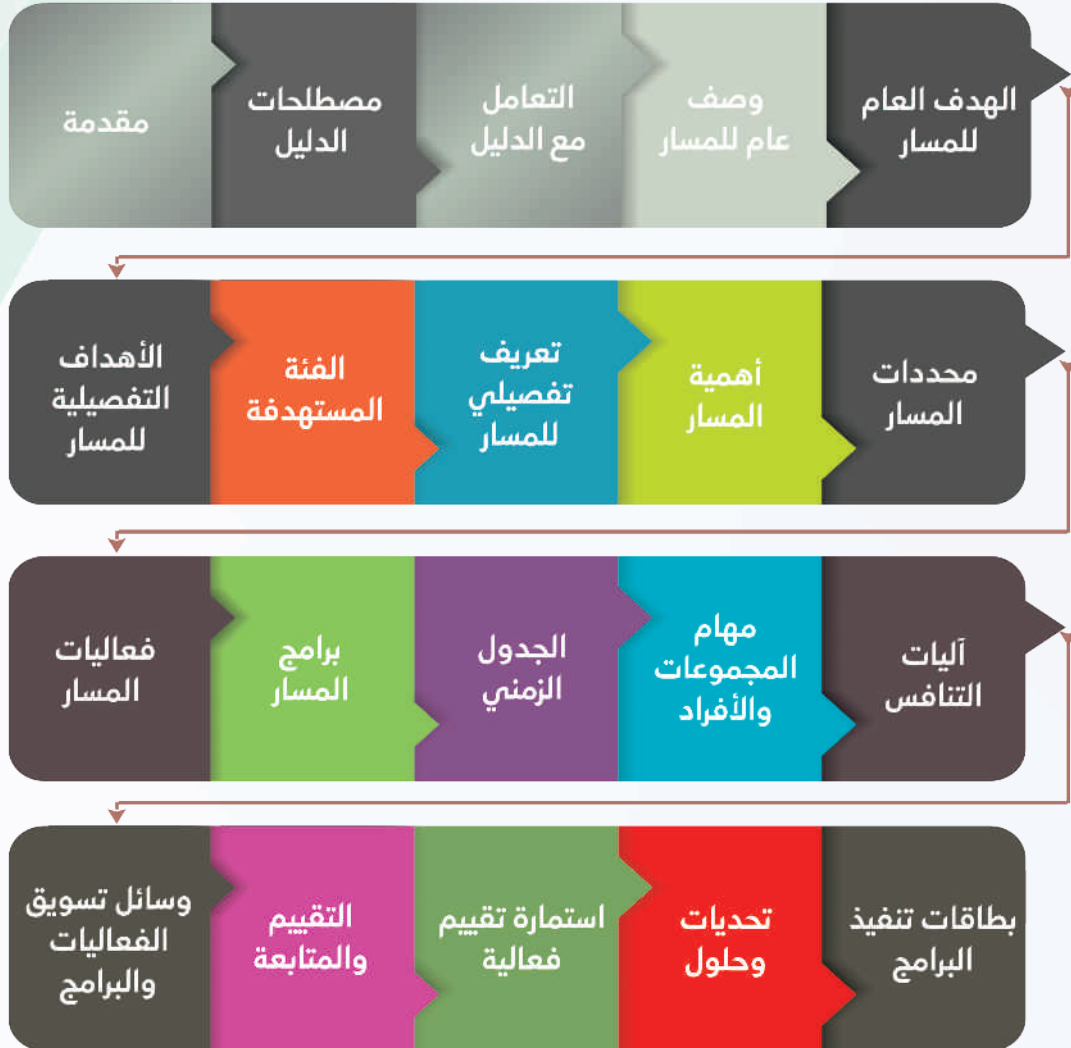 مقدمة
مصطلحات
الدليل
التعامل
مع الدليل
وصف
عام للمسار
الهدف العام
للمسار
الأهداف
التفصيلية
للمسار
الفئة
المستهدفة
تعريف
تفصيلي
للمسار
أهمية
المسار
محددات
المسار
فعاليات
المسار
برامج
المسار
الجدول
الزمني
مهام
المجموعات
والأفراد
آليات
التنافس
وسائل تسويق
الفعاليات
والبرامج
التقييم
والمتابعة
استمارة تقييم
فعالية
تحديات
وحلول
بطاقات تنفيذ
البرامج